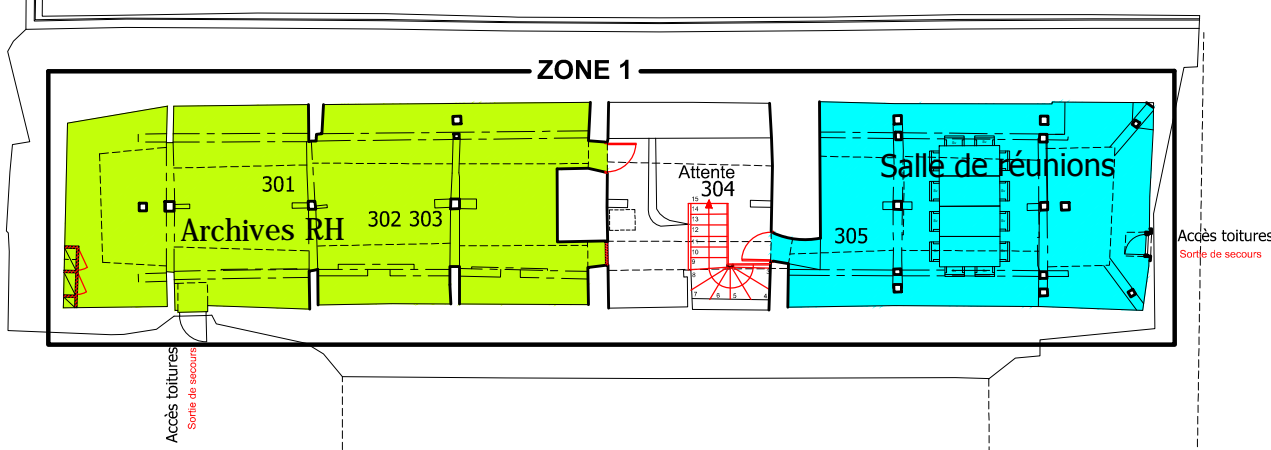 ZONE 1
Attente
304
301
302 303
Archives RH
Salle de réunions
305
15
14
13
12
11
10
9
8
7
6
5
4
Accès toitures
Sortie de secours
Accès toitures
Sortie de secours